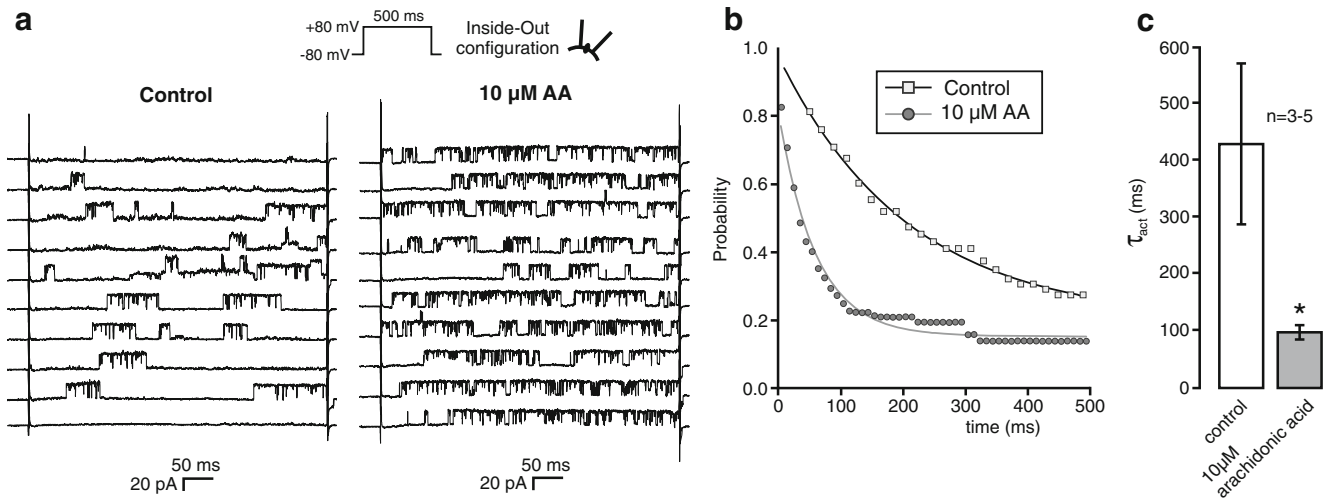 a
500 ms
+80 mV
-80 mV
Inside-Out
configuration
Control
10 µM AA
50 ms
20 pA
50 ms
20 pA
b
1.0
0.8
0.6
0.4
0.2
0.0
Probability
Control
10 µM AA
0
100
200
300
400
500
time (ms)
c
600
500
400
300
200
100
0
τact (ms)
n=3-5
*
control
10µM
arachidonic acid